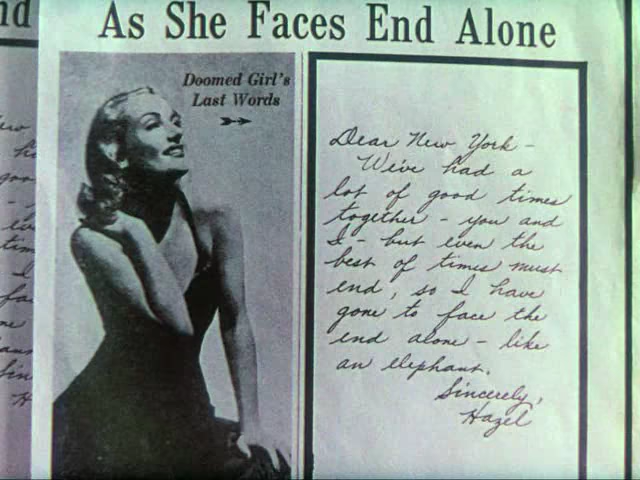 nd
As She Faces End Alone
Doomed Girl's
Last Words
Dear New York -
We've had a
lot of good times
together - you and
I - but even the
best of times must
end, so I have
gone to face the
end alone - like
an elephant.
Sincerely,
Hazel